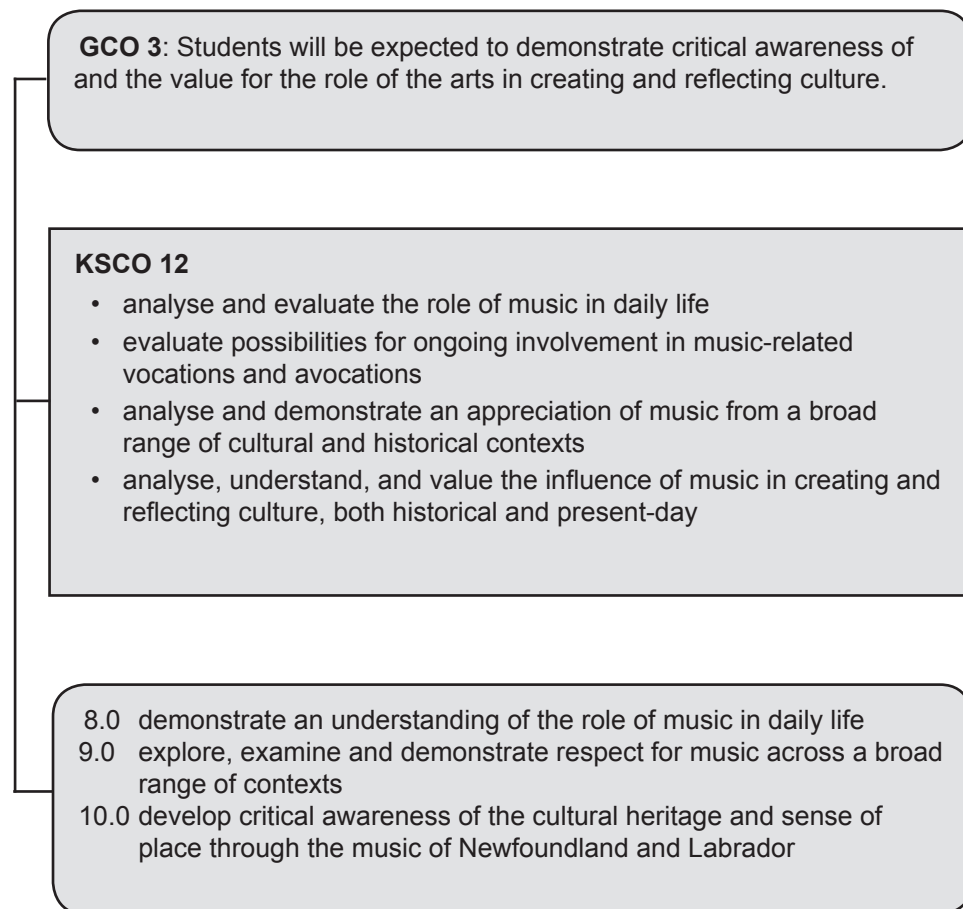 GCO 3: Students will be expected to demonstrate critical awareness of
and the value for the role of the arts in creating and reflecting culture.
KSCO 12
• analyse and evaluate the role of music in daily life
• evaluate possibilities for ongoing involvement in music-related
vocations and avocations
• analyse and demonstrate an appreciation of music from a broad
range of cultural and historical contexts
• analyse, understand, and value the influence of music in creating and
reflecting culture, both historical and present-day
8.0 demonstrate an understanding of the role of music in daily life
9.0 explore, examine and demonstrate respect for music across a broad
range of contexts
10.0 develop critical awareness of the cultural heritage and sense of
place through the music of Newfoundland and Labrador